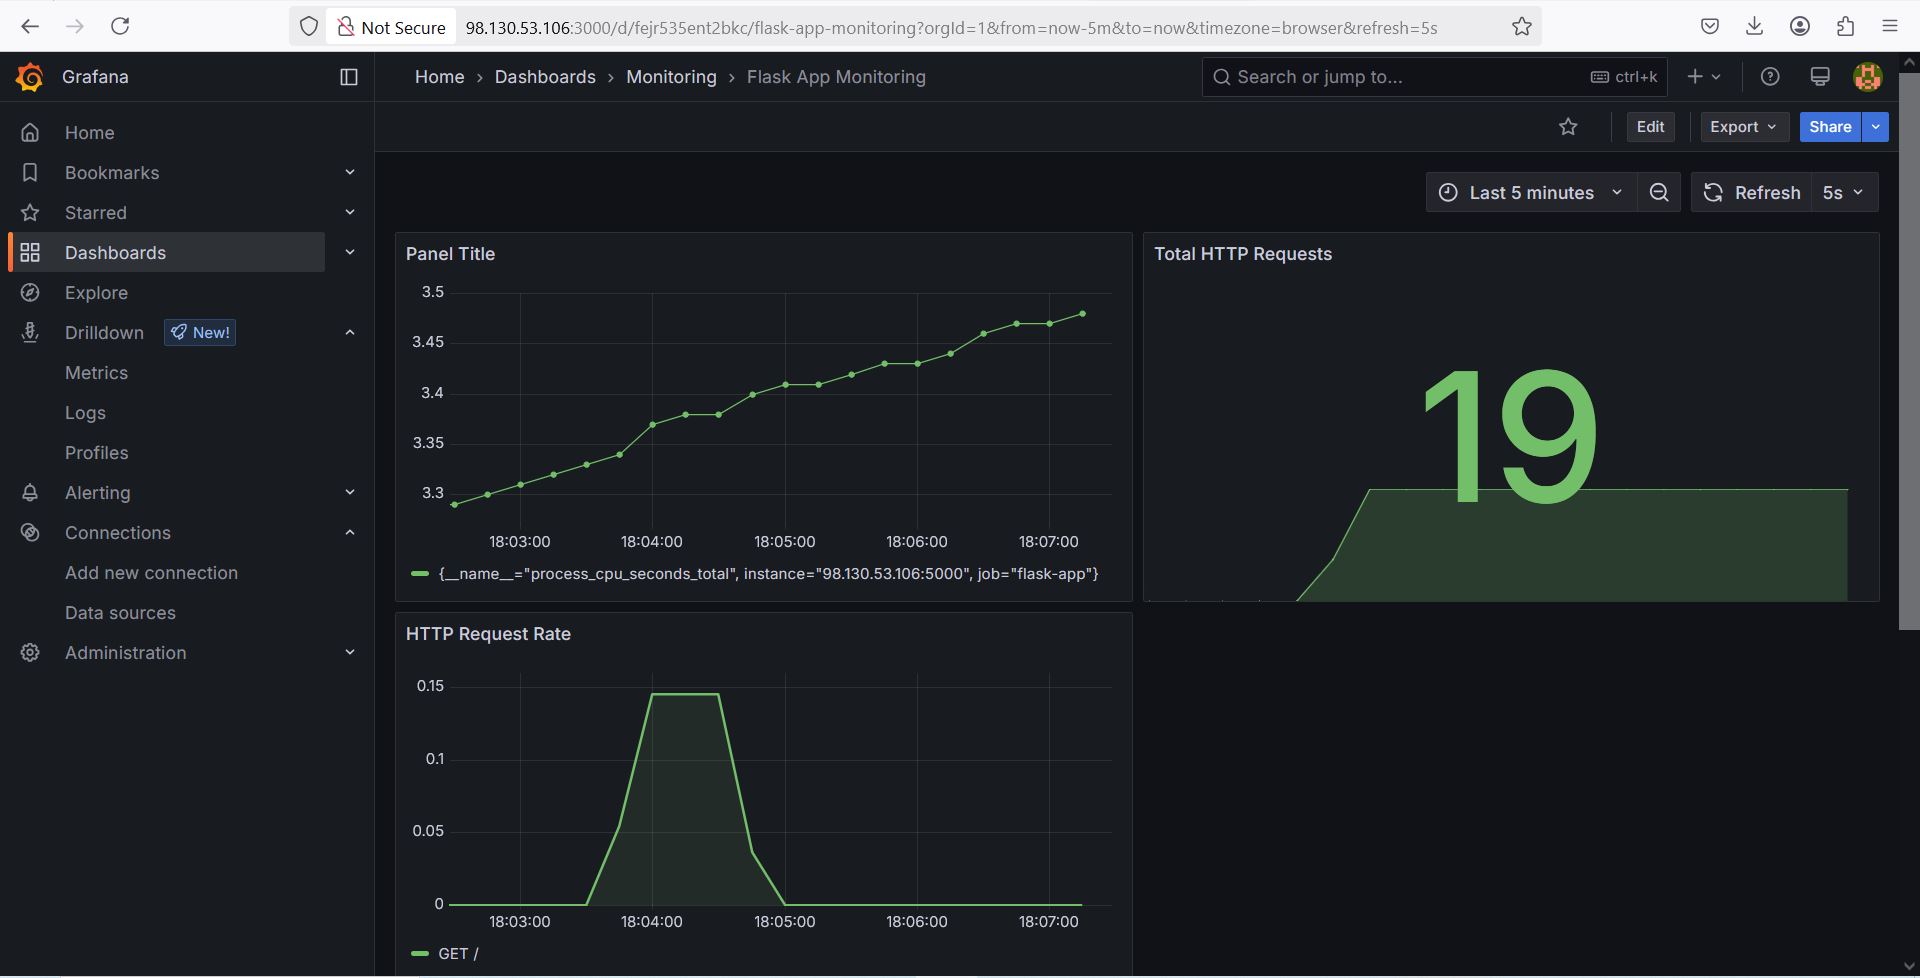 Not Secure 98.130.53.106:3000/d/fejr535ent2bkc/flask-app-monitoring?orgId=1&from=now-5m&to=now&timezone=browser&refresh=5s
Grafana
Home › Dashboards › Monitoring › Flask App Monitoring
Search or jump to... ctrl+k
Edit Export Share
Home
Bookmarks
Starred
Dashboards
Explore
Drilldown New!
Metrics
Logs
Profiles
Alerting
Connections
Add new connection
Data sources
Administration
Last 5 minutes Refresh 5s
Panel Title
3.5
3.45
3.4
3.35
3.3
18:03:00 18:04:00 18:05:00 18:06:00 18:07:00
{__name__="process_cpu_seconds_total", instance="98.130.53.106:5000", job="flask-app"}
Total HTTP Requests
19
HTTP Request Rate
0.15
0.1
0.05
0
18:03:00 18:04:00 18:05:00 18:06:00 18:07:00
GET /